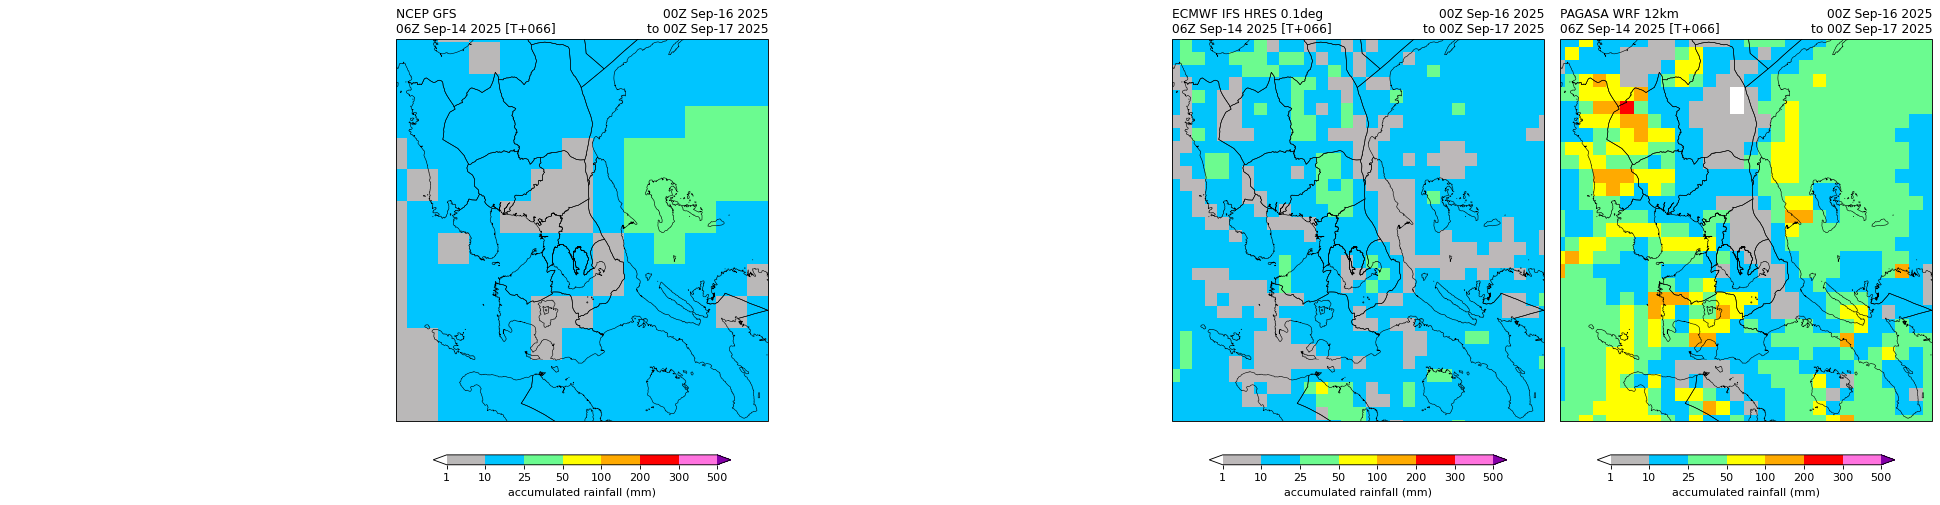 NCEP GFS 00Z Sep-16 2025
06Z Sep-14 2025 [T+066] to 00Z Sep-17 2025
1 10 25 50 100 200 300 500
accumulated rainfall (mm)
ECMWF IFS HRES 0.1deg 00Z Sep-16 2025
06Z Sep-14 2025 [T+066] to 00Z Sep-17 2025
1 10 25 50 100 200 300 500
accumulated rainfall (mm)
PAGASA WRF 12km 00Z Sep-16 2025
06Z Sep-14 2025 [T+066] to 00Z Sep-17 2025
1 10 25 50 100 200 300 500
accumulated rainfall (mm)